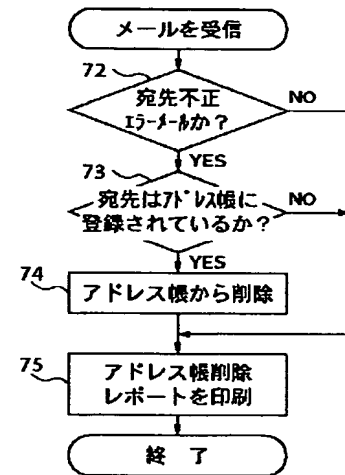 メールを受信
72
宛先不正
エラーメールか?
NO
YES
73
宛先はアドレス帳に
登録されているか?
NO
YES
74
アドレス帳から削除
75
アドレス帳削除
レポートを印刷
終 了